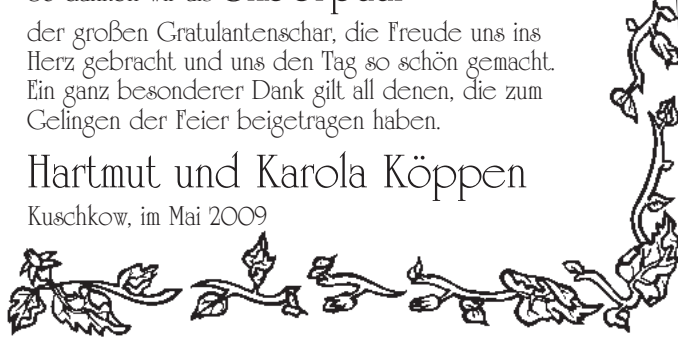 der großen Gratulantenschar, die Freude uns ins
Herz gebracht und uns den Tag so schön gemacht.
Ein ganz besonderer Dank gilt all denen, die zum
Gelingen der Feier beigetragen haben.
Hartmut und Karola Köppen
Kuschkow, im Mai 2009